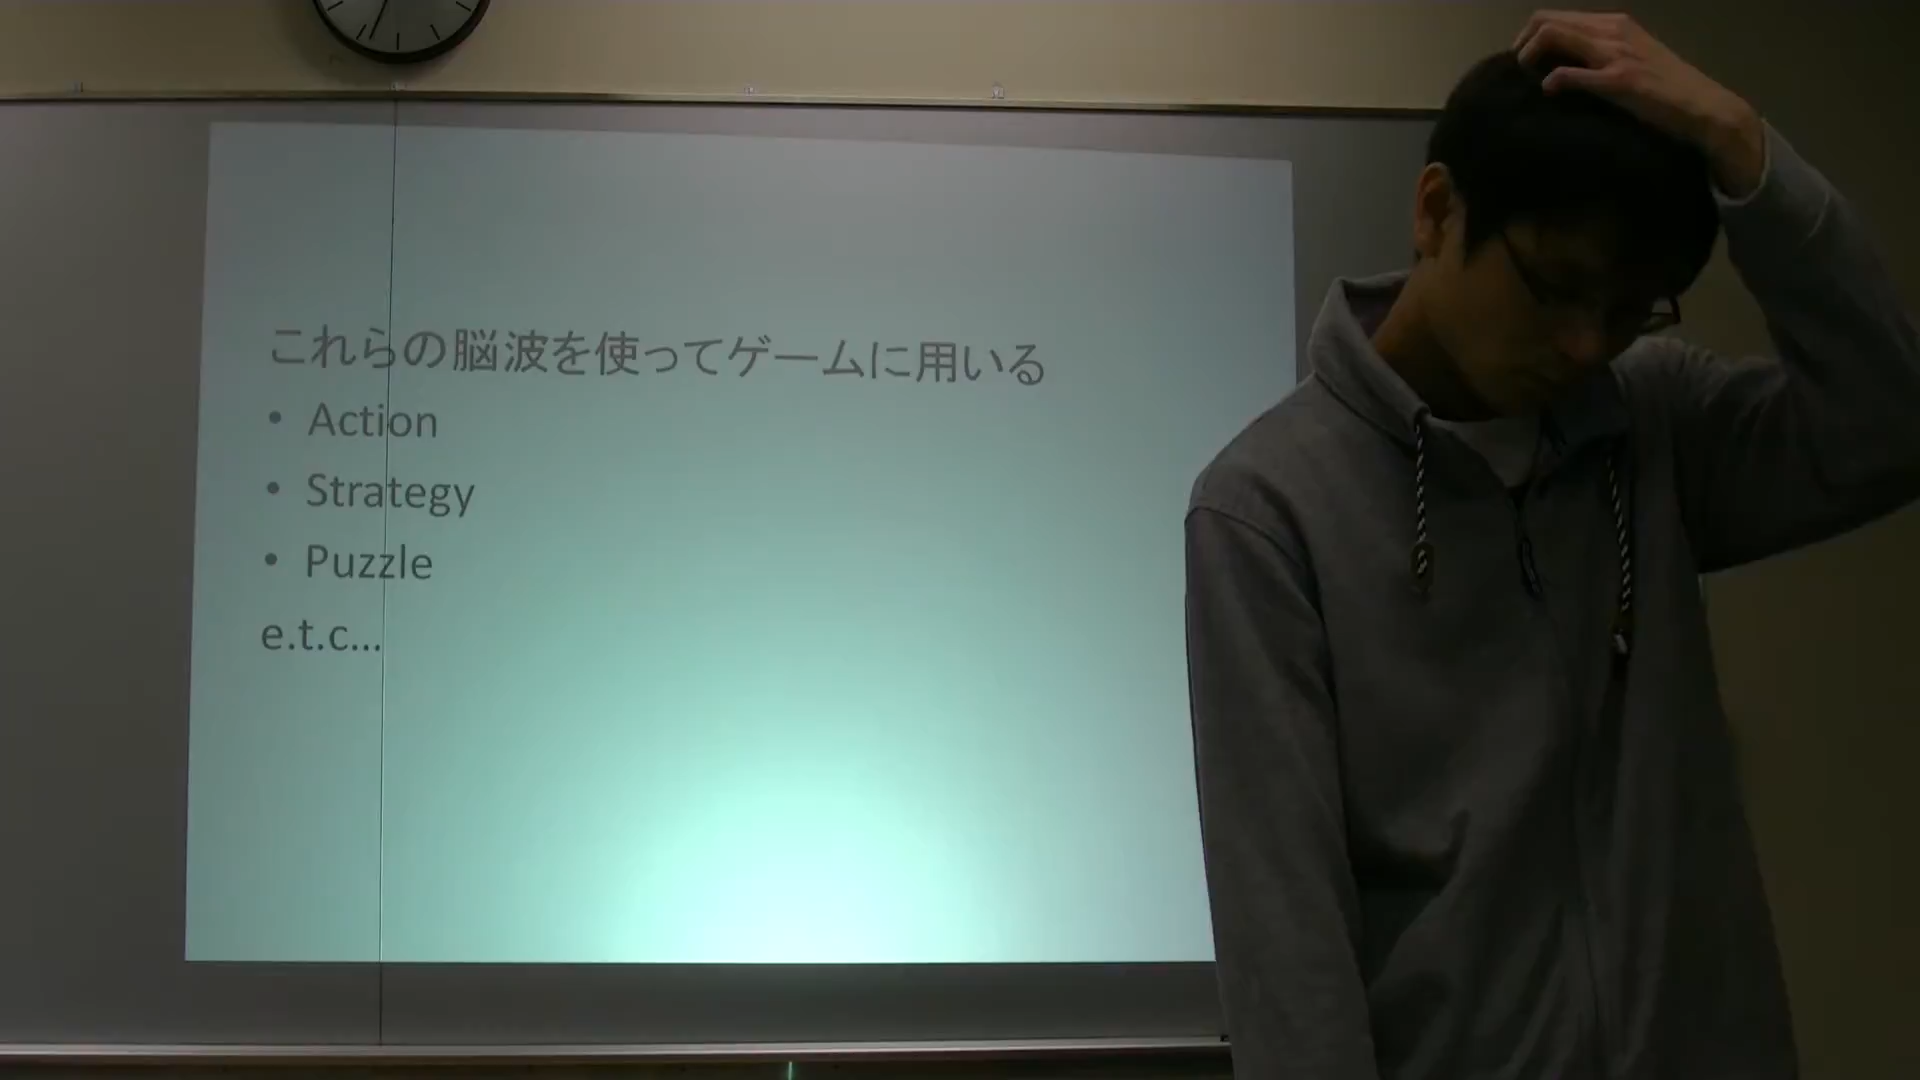 これらの脳波を使ってゲームに用いる
• Action
• Strategy
• Puzzle
e.t.c...